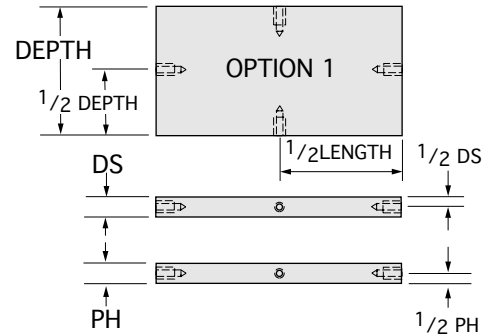 DEPTH
OPTION 1
1/2 DEPTH
1/2LENGTH
1/2 DS
DS
PH
1/2 PH